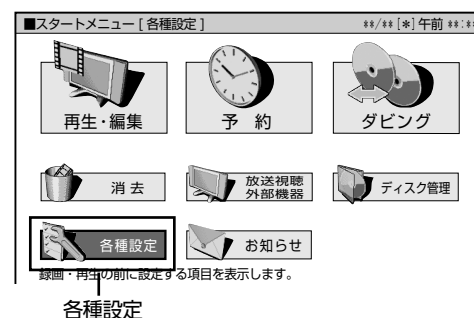 ■スタートメニュー [ 各種設定 ]
**/** [*] 午前 **:**
再生・編集
予 約
ダビング
消 去
放送視聴
外部機器
ディスク管理
各種設定
お知らせ
録画・再生の前に設定する項目を表示します。
各種設定